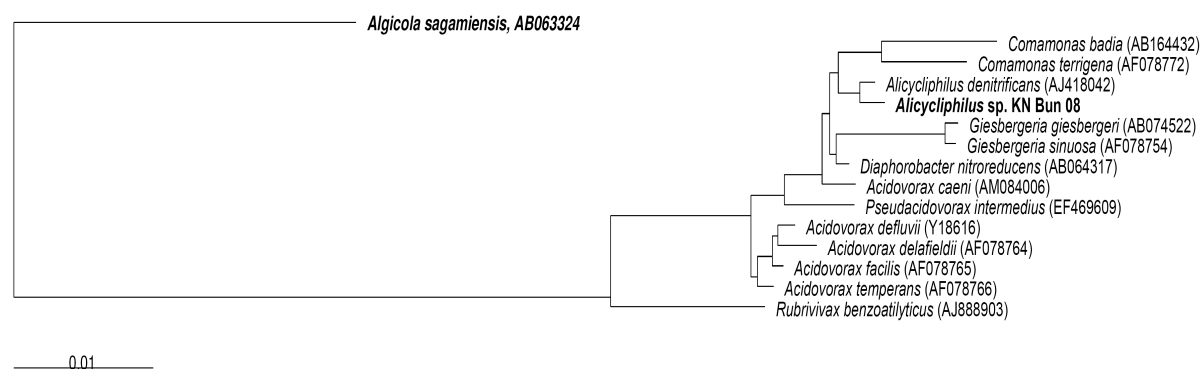 Algicola sagamiensis, AB063324
Comamonas badia (AB164432)
Comamonas terrigena (AF078772)
Alicycliphilus denitrificans (AJ418042)
Alicycliphilus sp. KN Bun 08
Giesbergeria giesbergeri (AB074522)
Giesbergeria sinuosa (AF078754)
Diaphorobacter nitroreducens (AB064317)
Acidovorax caeni (AM084006)
Pseudacidovorax intermedius (EF469609)
Acidovorax defluvii (Y18616)
Acidovorax delafieldii (AF078764)
Acidovorax facilis (AF078765)
Acidovorax temperans (AF078766)
Rubrivivax benzoatilyticus (AJ888903)
0.01